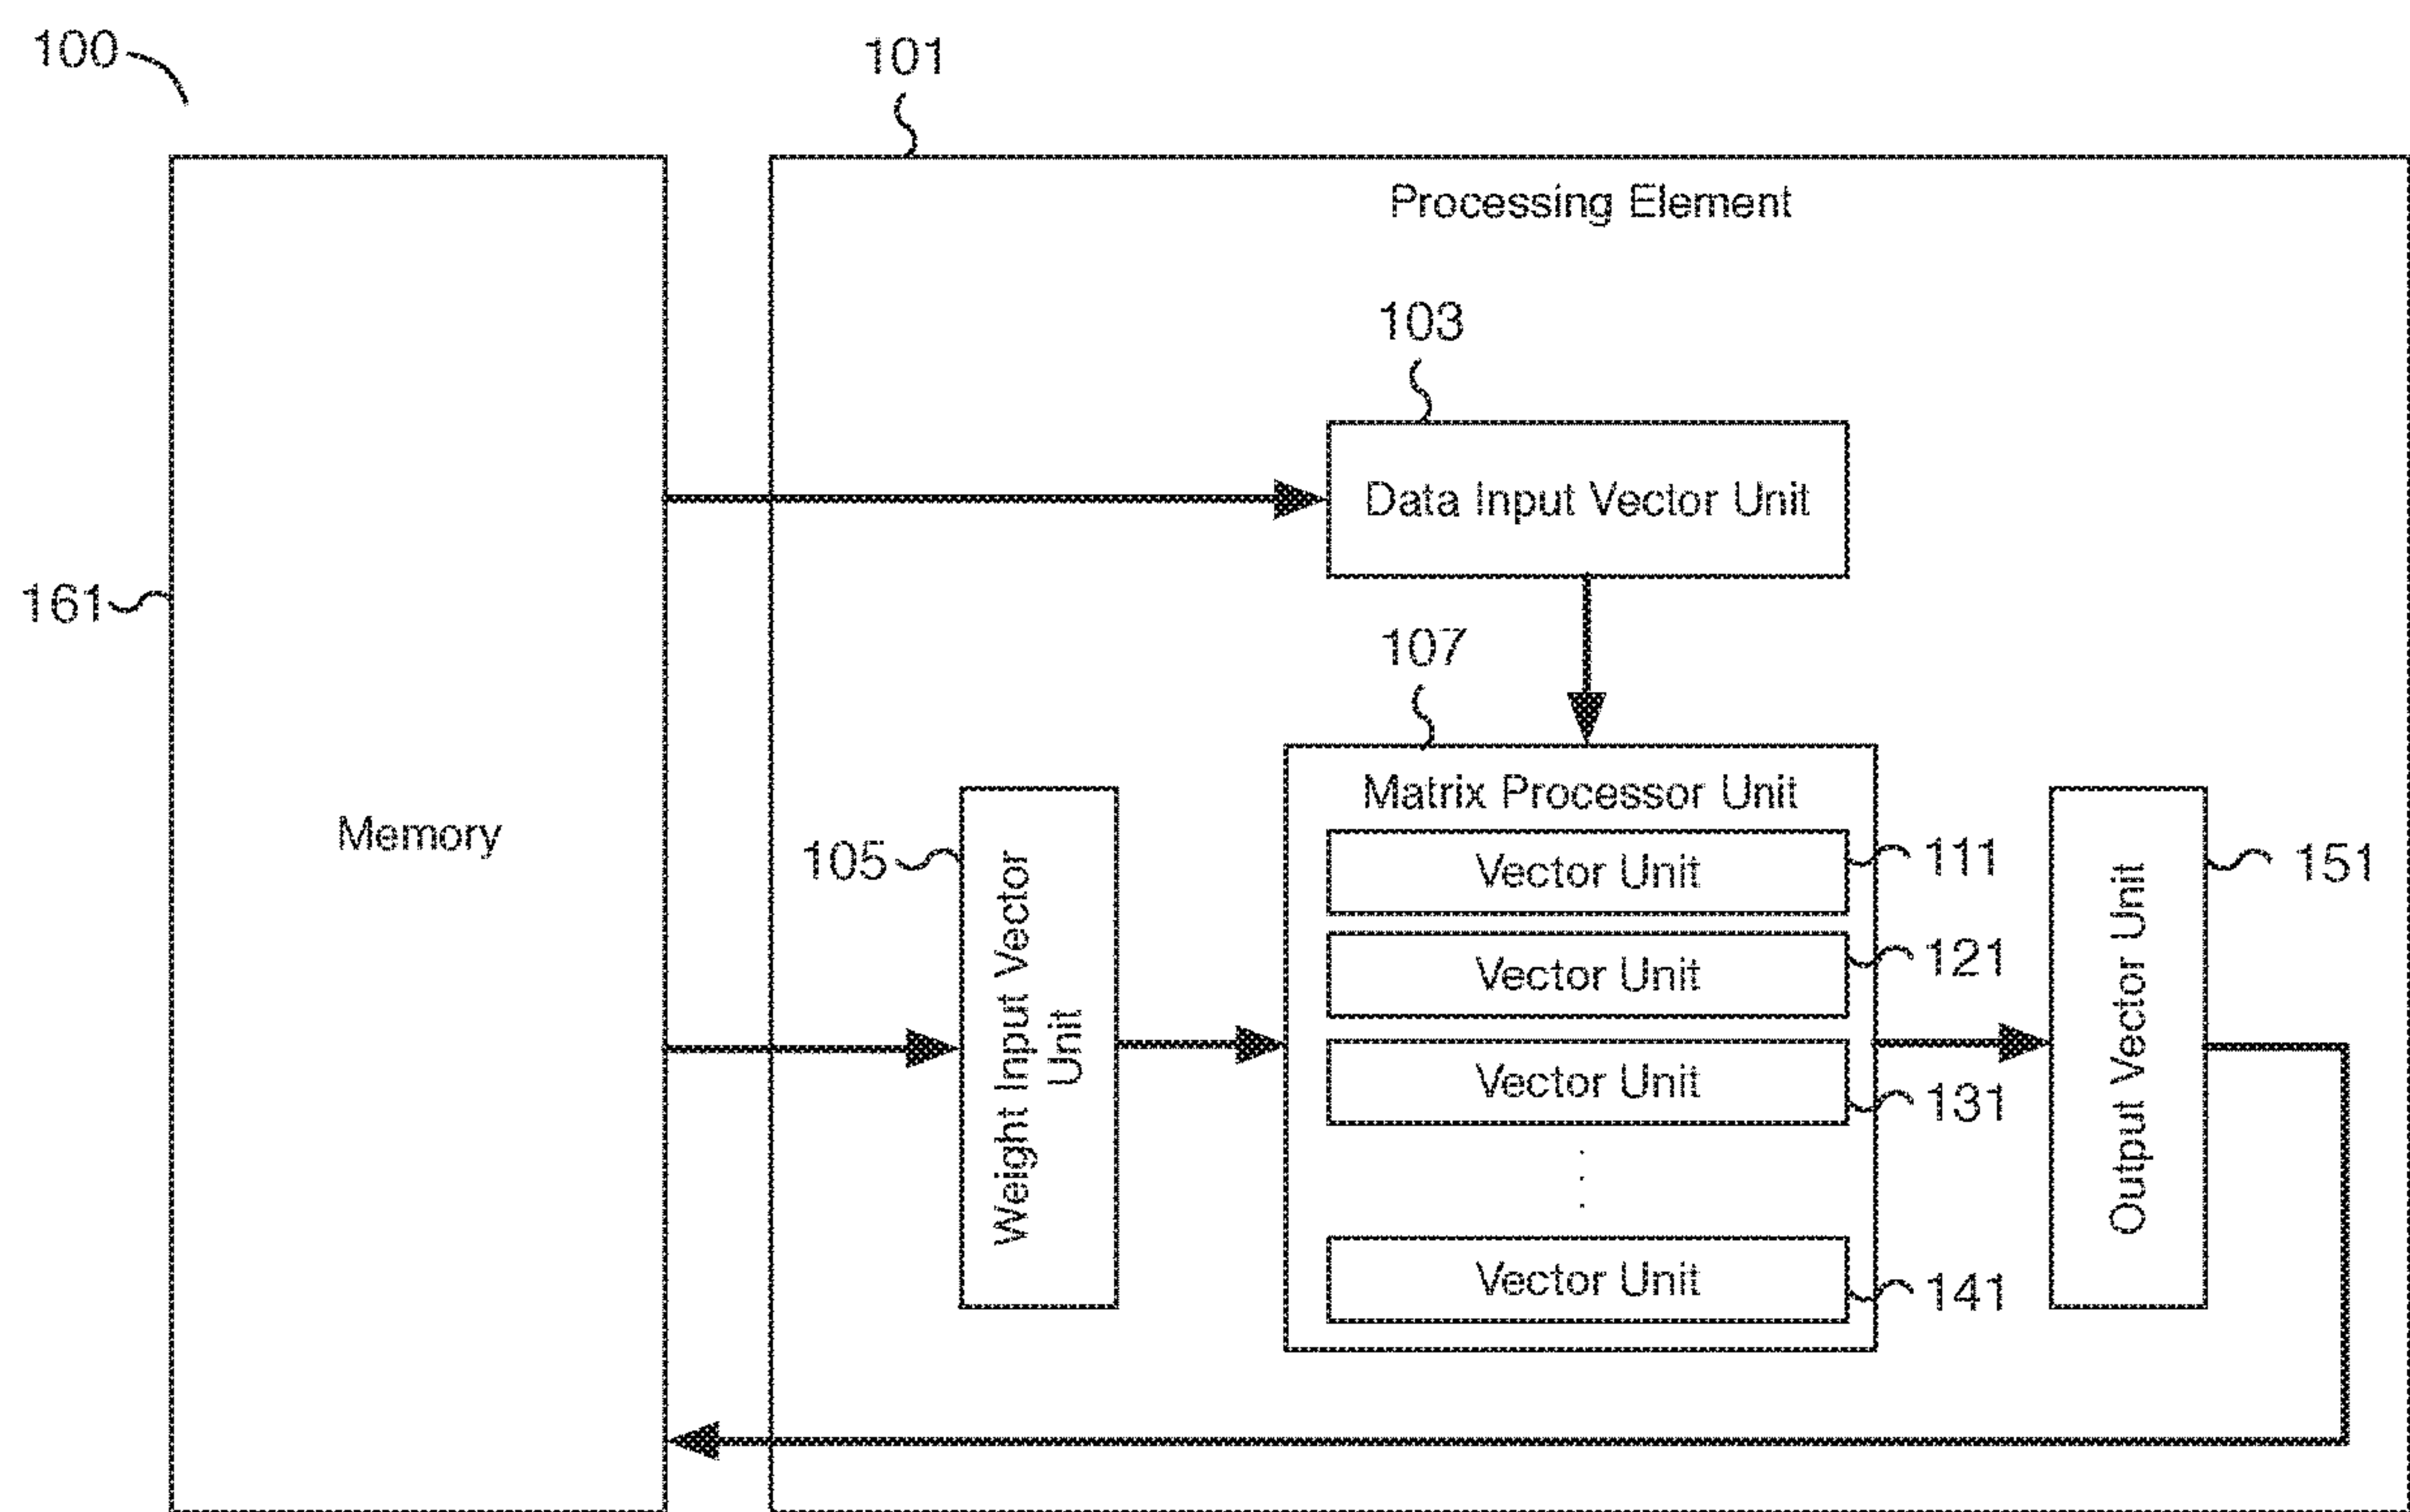 100
101
Processing Element
103
Data Input Vector Unit
161
107
Matrix Processor Unit
Memory
105
Weight Input Vector
Unit
Vector Unit
111
Vector Unit
121
Vector Unit
131
Vector Unit
141
Output Vector Unit
151